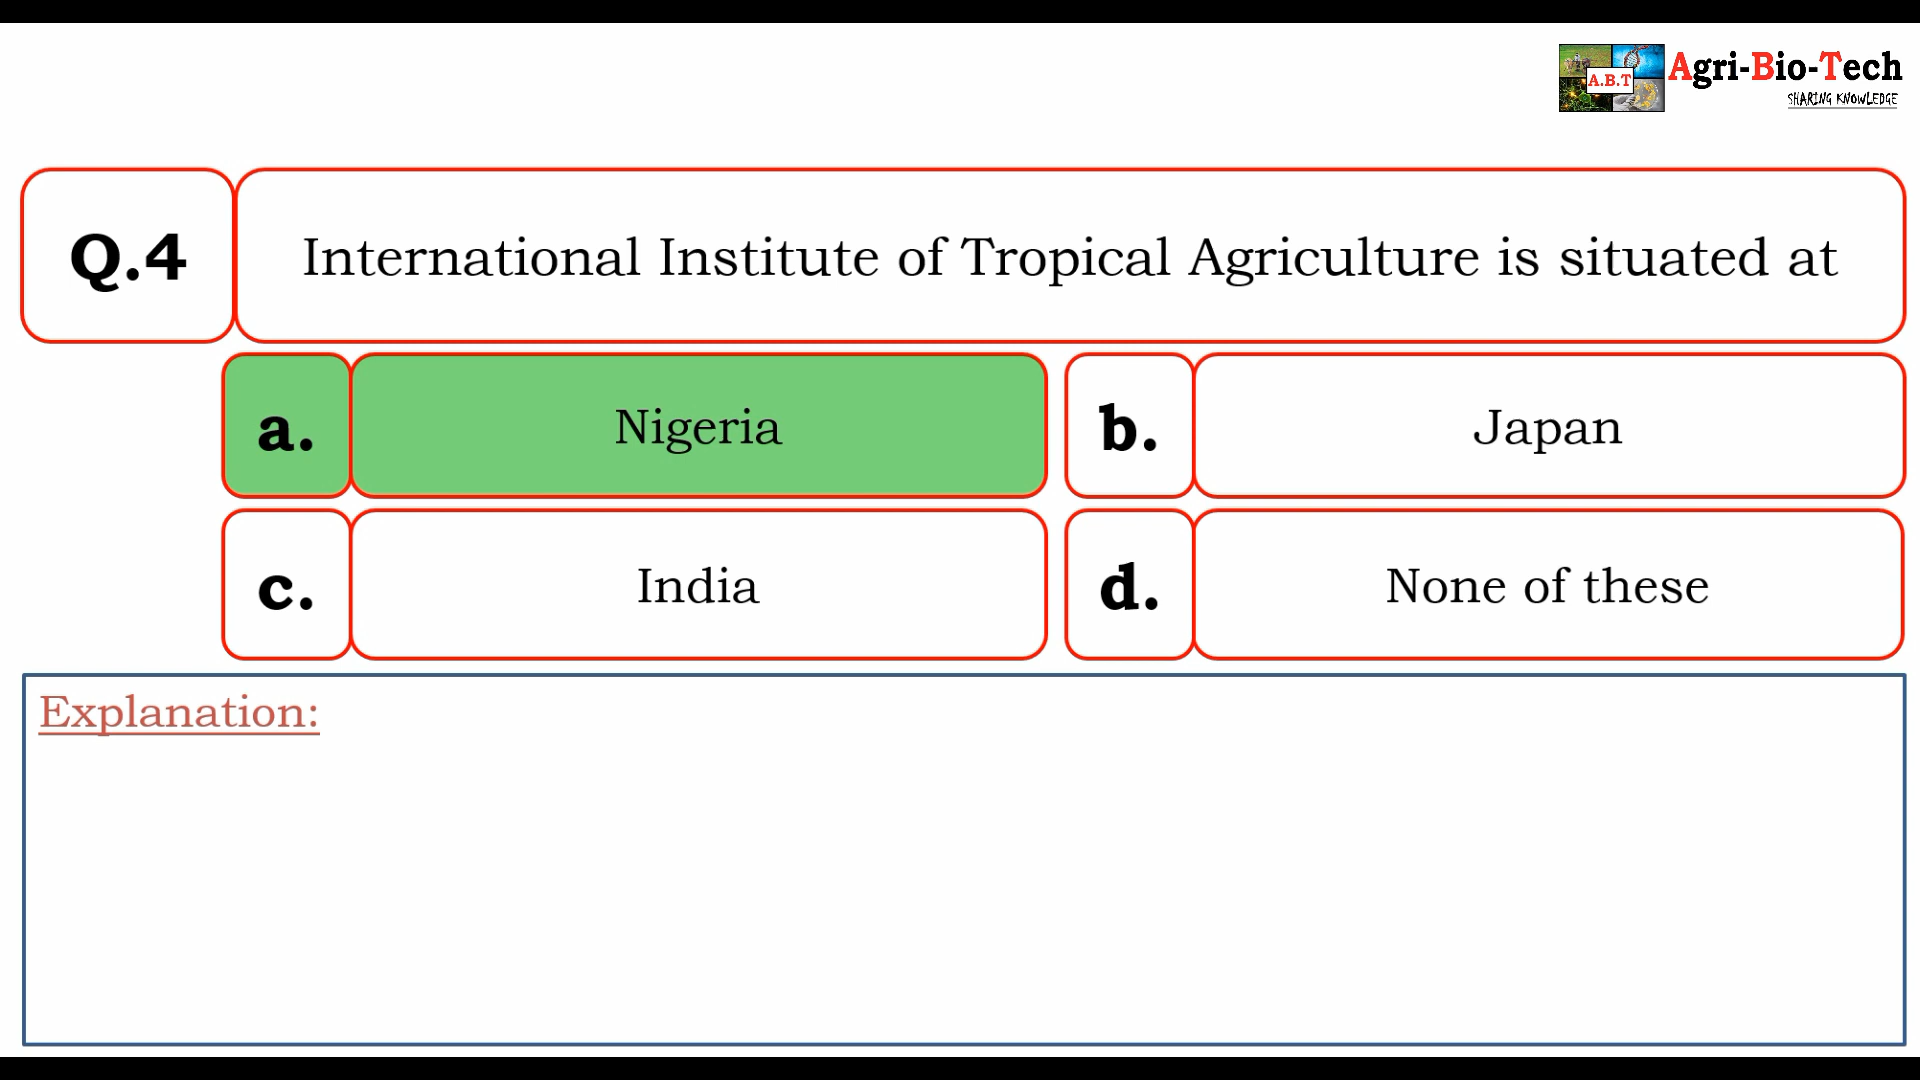 A.B.T
Agri-Bio-Tech
SHARING KNOWLEDGE
Q.4
International Institute of Tropical Agriculture is situated at
a.
Nigeria
b.
Japan
c.
India
d.
None of these
Explanation: